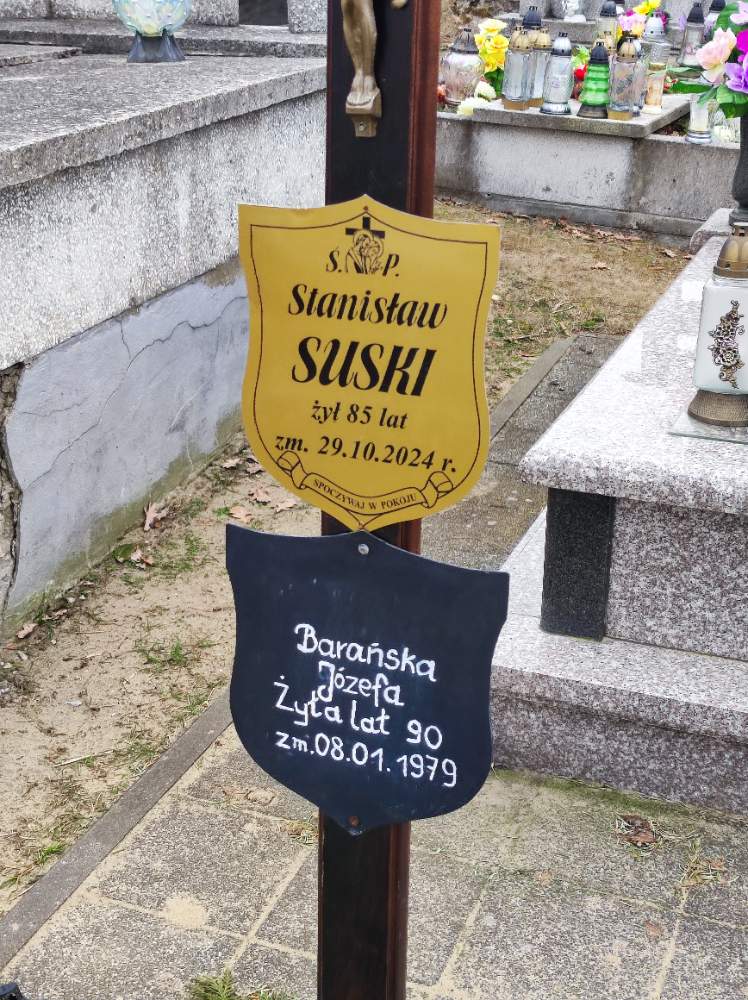 Ś. P.
Stanisław
SUSKI
żył 85 lat
zm. 29.10.2024 r.
SPOCZYWAJ W POKOJU
Barańska
Józefa
Żyła lat 90
zm.08.01.1979